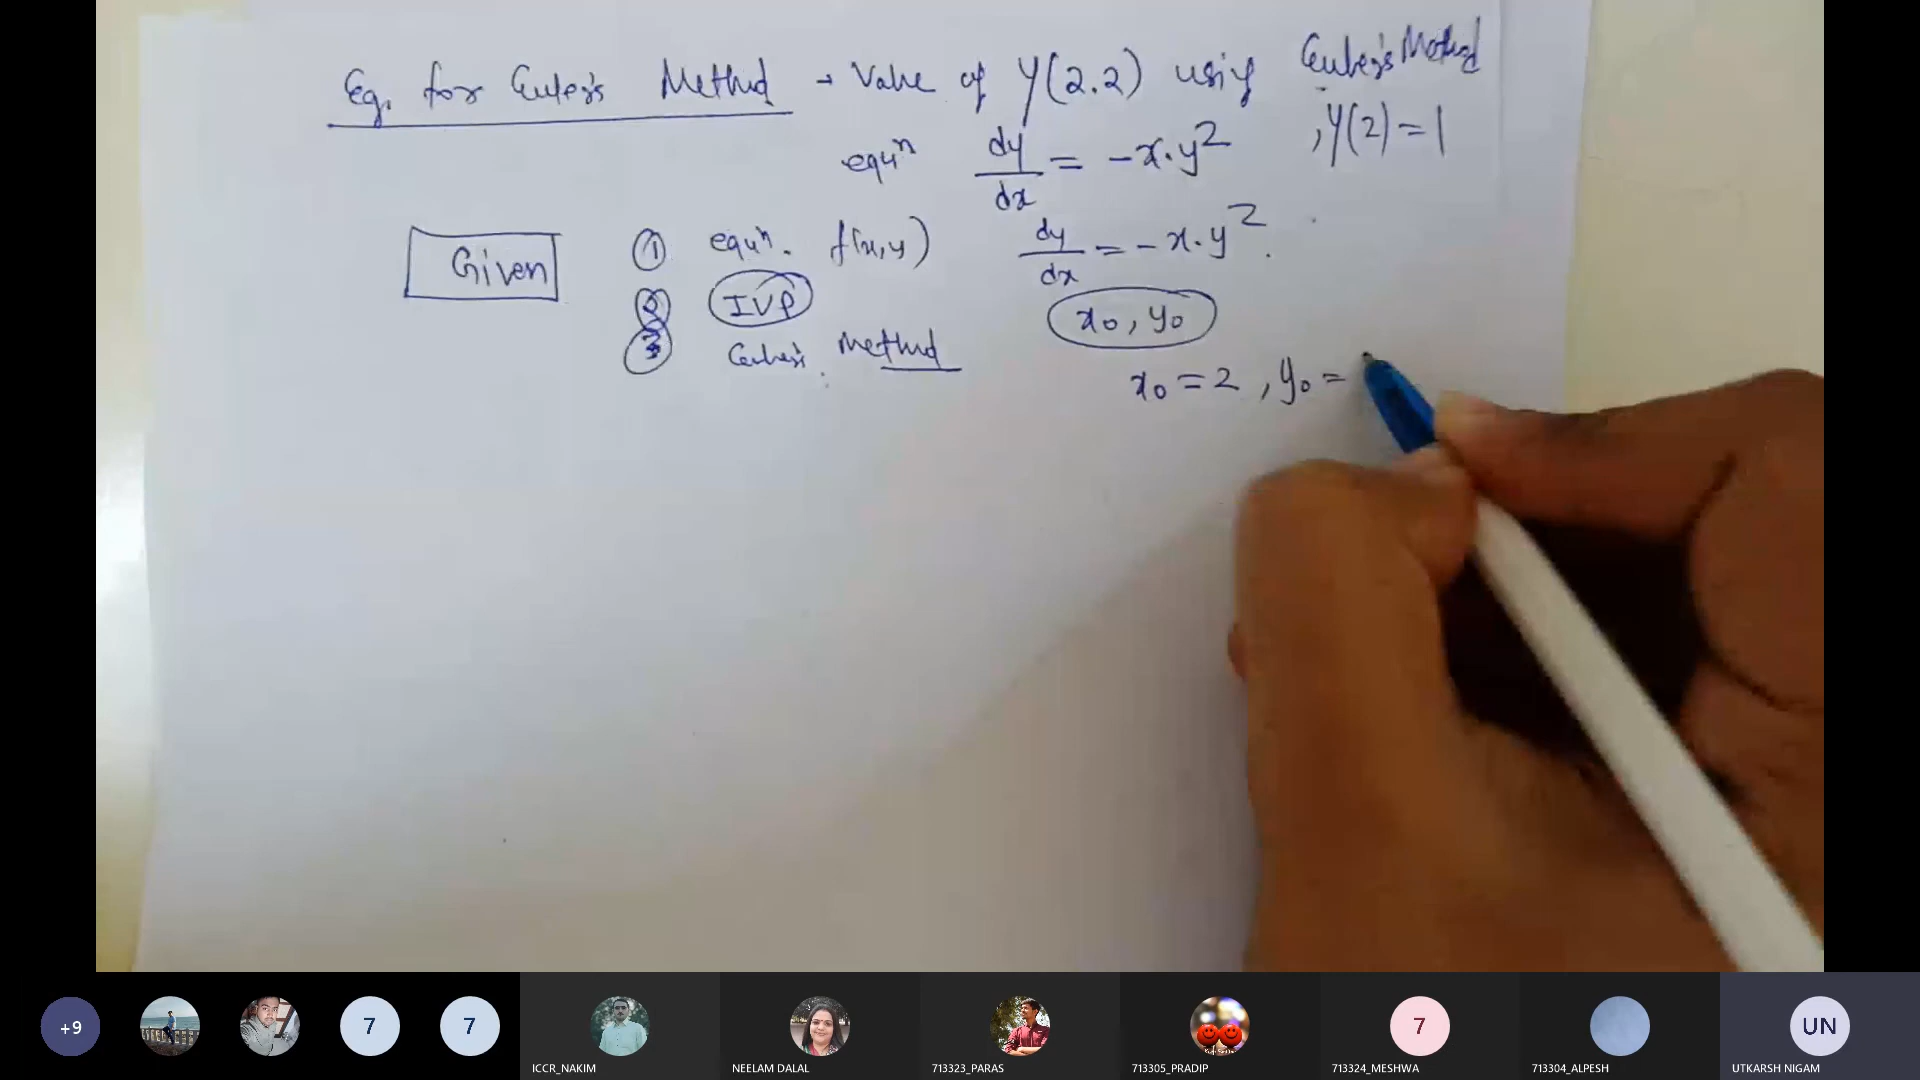 Eg. for Euler's Method → Value of Y(2.2) using Euler's Method
equⁿ dy/dx = -x.y² , Y(2) = 1
Given ① equⁿ. f(x,y) dy/dx = -x.y².
② IVP x₀, y₀
③ Euler's Method
x₀ = 2 , y₀ =
+9 7 7 7 UN
ICCR_NAKIM NEELAM DALAL 713323_PARAS 713305_PRADIP 713324_MESHWA 713304_ALPESH UTKARSH NIGAM